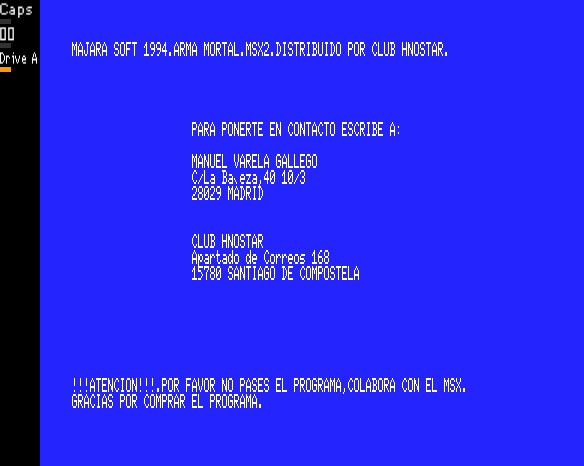 Caps
Drive A
MAJARA SOFT 1994.ARMA MORTAL.MSX2.DISTRIBUIDO POR CLUB HNOSTAR.
PARA PONERTE EN CONTACTO ESCRIBE A:
MANUEL VARELA GALLEGO
C/La Ba\eza,40 10/3
28029 MADRID
CLUB HNOSTAR
Apartado de Correos 168
15780 SANTIAGO DE COMPOSTELA
!!!ATENCION!!!.POR FAVOR NO PASES EL PROGRAMA,COLABORA CON EL MSX.
GRACIAS POR COMPRAR EL PROGRAMA.